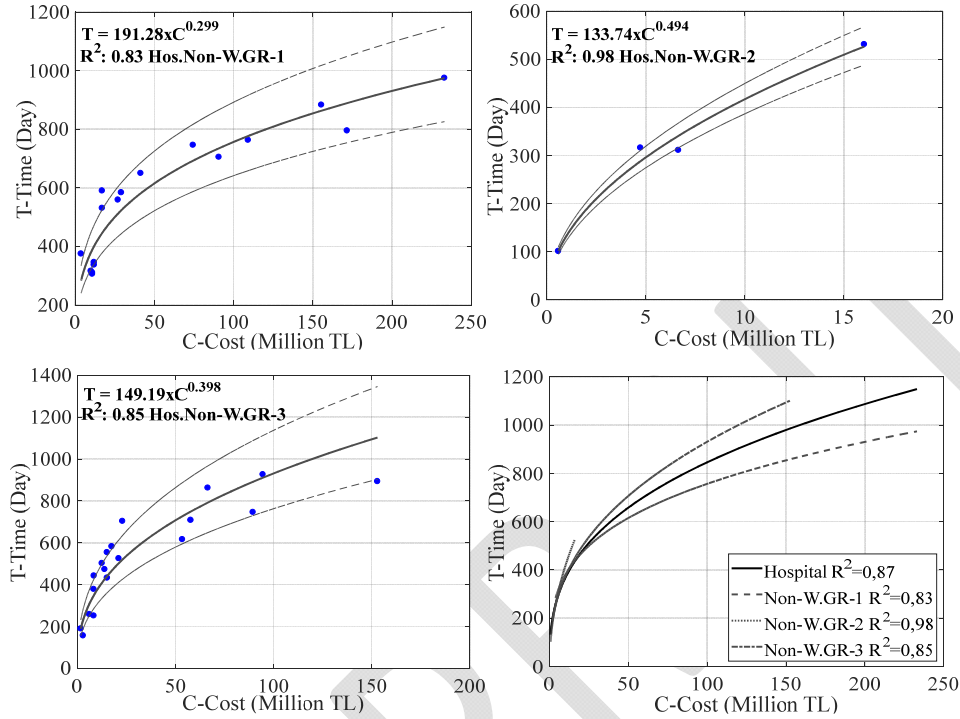 T = 191.28xC^0.299
R^2: 0.83 Hos.Non-W.GR-1
T-Time (Day)
1200
1000
800
600
400
200
0
50
100
150
200
250
C-Cost (Million TL)
T = 133.74xC^0.494
R^2: 0.98 Hos.Non-W.GR-2
T-Time (Day)
600
500
400
300
200
100
0
0
5
10
15
20
C-Cost (Million TL)
T = 149.19xC^0.398
R^2: 0.85 Hos.Non-W.GR-3
T-Time (Day)
1400
1200
1000
800
600
400
200
0
0
50
100
150
200
C-Cost (Million TL)
T-Time (Day)
1200
1000
800
600
400
200
0
0
50
100
150
200
250
C-Cost (Million TL)
Hospital R^2=0,87
Non-W.GR-1 R^2=0,83
Non-W.GR-2 R^2=0,98
Non-W.GR-3 R^2=0,85